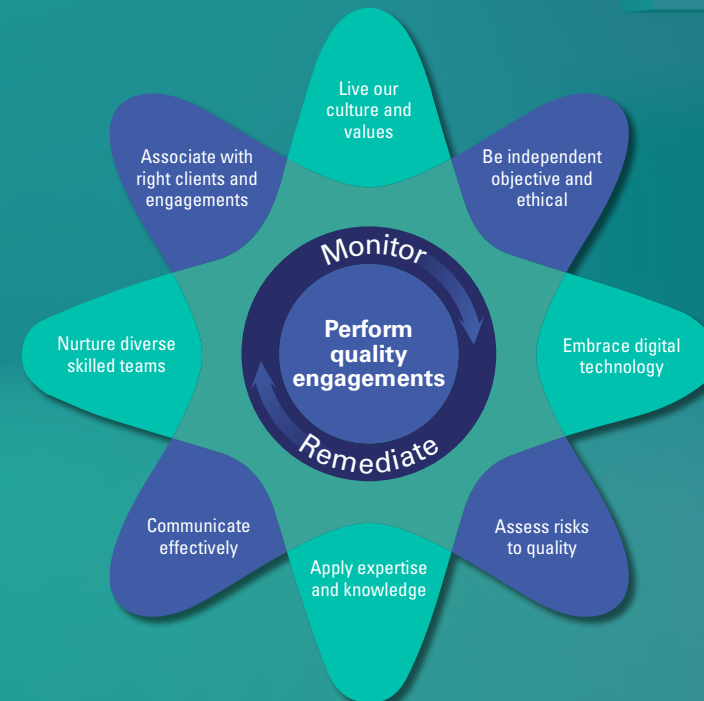 Live our
culture and
values
Associate with
right clients and
engagements
Be independent
objective and
ethical
Monitor
Perform
quality
engagements
Remediate
Nurture diverse
skilled teams
Embrace digital
technology
Communicate
effectively
Assess risks
to quality
Apply expertise
and knowledge